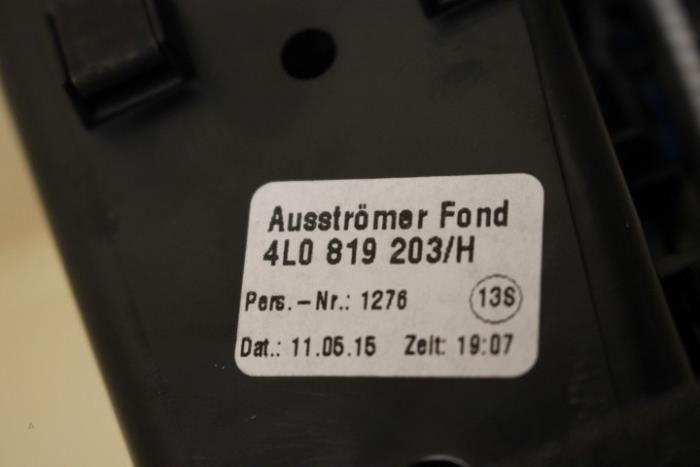 Ausströmer Fond
4L0 819 203/H
Pers.-Nr.: 1276 13S
Dat.: 11.05.15 Zeit: 19:07